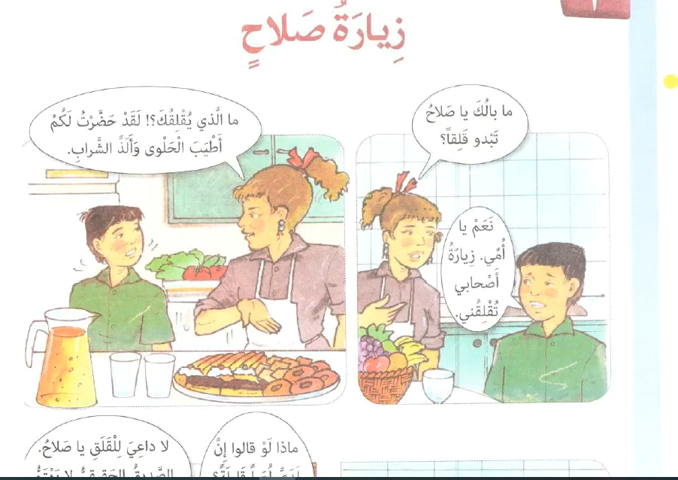 زِيارَةُ صَلاحٍ
ما بالُكَ يا صَلاحُ
تَبْدو قَلِقاً؟
نَعَمْ يا
أُمّي. زِيارَةُ
أَصْحابي
تُقْلِقُني.
ما الَّذي يُقْلِقُكَ؟! لَقَدْ حَضَّرْتُ لَكُمْ
أَطْيَبَ الْحَلْوى وَأَلَذَّ الشَّرابِ.
ماذا لَوْ قالوا إِنَّ
لا داعِيَ لِلْقَلَقِ يا صَلاحُ.